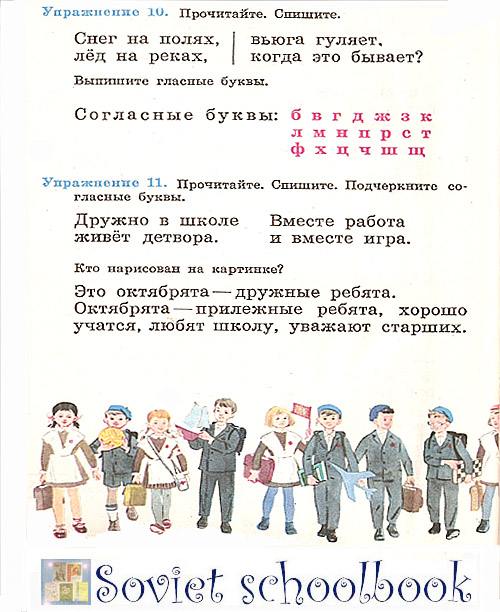 Упражнение 10. Прочитайте. Спишите.
Снег на полях, вьюга гуляет,
лёд на реках, когда это бывает?
Выпишите гласные буквы.
Согласные буквы: б в г д ж з к
л м н п р с т
ф х ц ч ш щ
Упражнение 11. Прочитайте. Спишите. Подчеркните со-
гласные буквы.
Дружно в школе Вместе работа
живёт детвора. и вместе игра.
Кто нарисован на картинке?
Это октябрята — дружные ребята.
Октябрята — прилежные ребята, хорошо
учатся, любят школу, уважают старших.
Soviet schoolbook